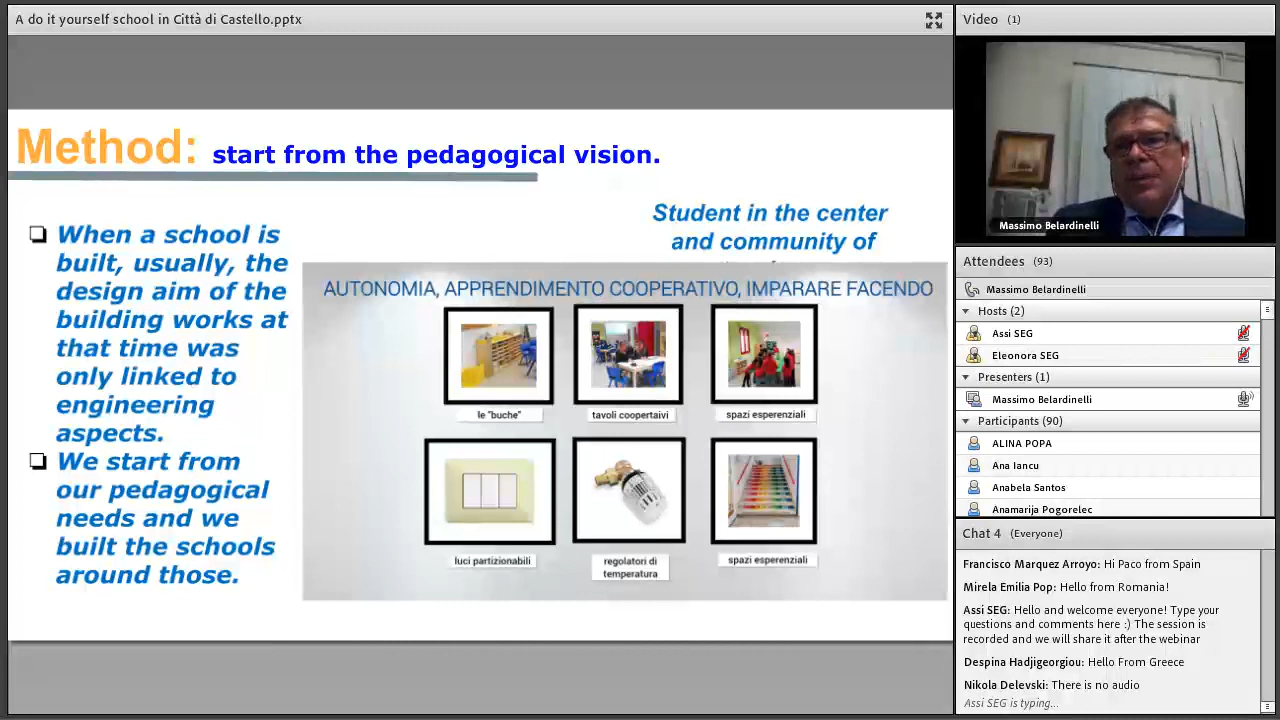 A do it yourself school in Città di Castello.pptx
Method: start from the pedagogical vision.
When a school is
built, usually, the
design aim of the
building works at
that time was
only linked to
engineering
aspects.
We start from
our pedagogical
needs and we
built the schools
around those.
Student in the center
and community of
AUTONOMIA, APPRENDIMENTO COOPERATIVO, IMPARARE FACENDO
le "buche"
tavoli coopertaivi
spazi esperenziali
luci partizionabili
regolatori di
temperatura
spazi esperenziali
Video (1)
Massimo Belardinelli
Attendees (93)
Massimo Belardinelli
Hosts (2)
Assi SEG
Eleonora SEG
Presenters (1)
Massimo Belardinelli
Participants (90)
ALINA POPA
Ana Iancu
Anabela Santos
Anamarija Pogorelec
Chat 4 (Everyone)
Francisco Marquez Arroyo: Hi Paco from Spain
Mirela Emilia Pop: Hello from Romania!
Assi SEG: Hello and welcome everyone! Type your
questions and comments here :) The session is
recorded and we will share it after the webinar
Despina Hadjigeorgiou: Hello From Greece
Nikola Delevski: There is no audio
Assi SEG is typing...